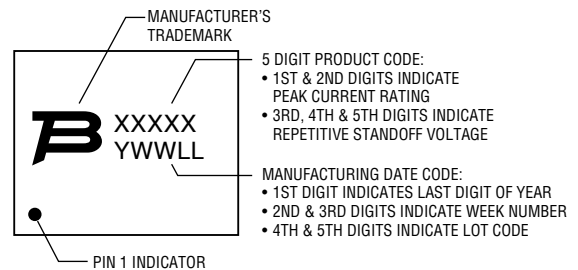 MANUFACTURER'S
TRADEMARK
5 DIGIT PRODUCT CODE:
• 1ST & 2ND DIGITS INDICATE
PEAK CURRENT RATING
• 3RD, 4TH & 5TH DIGITS INDICATE
REPETITIVE STANDOFF VOLTAGE
XXXXX
YWWLL
MANUFACTURING DATE CODE:
• 1ST DIGIT INDICATES LAST DIGIT OF YEAR
• 2ND & 3RD DIGITS INDICATE WEEK NUMBER
• 4TH & 5TH DIGITS INDICATE LOT CODE
PIN 1 INDICATOR